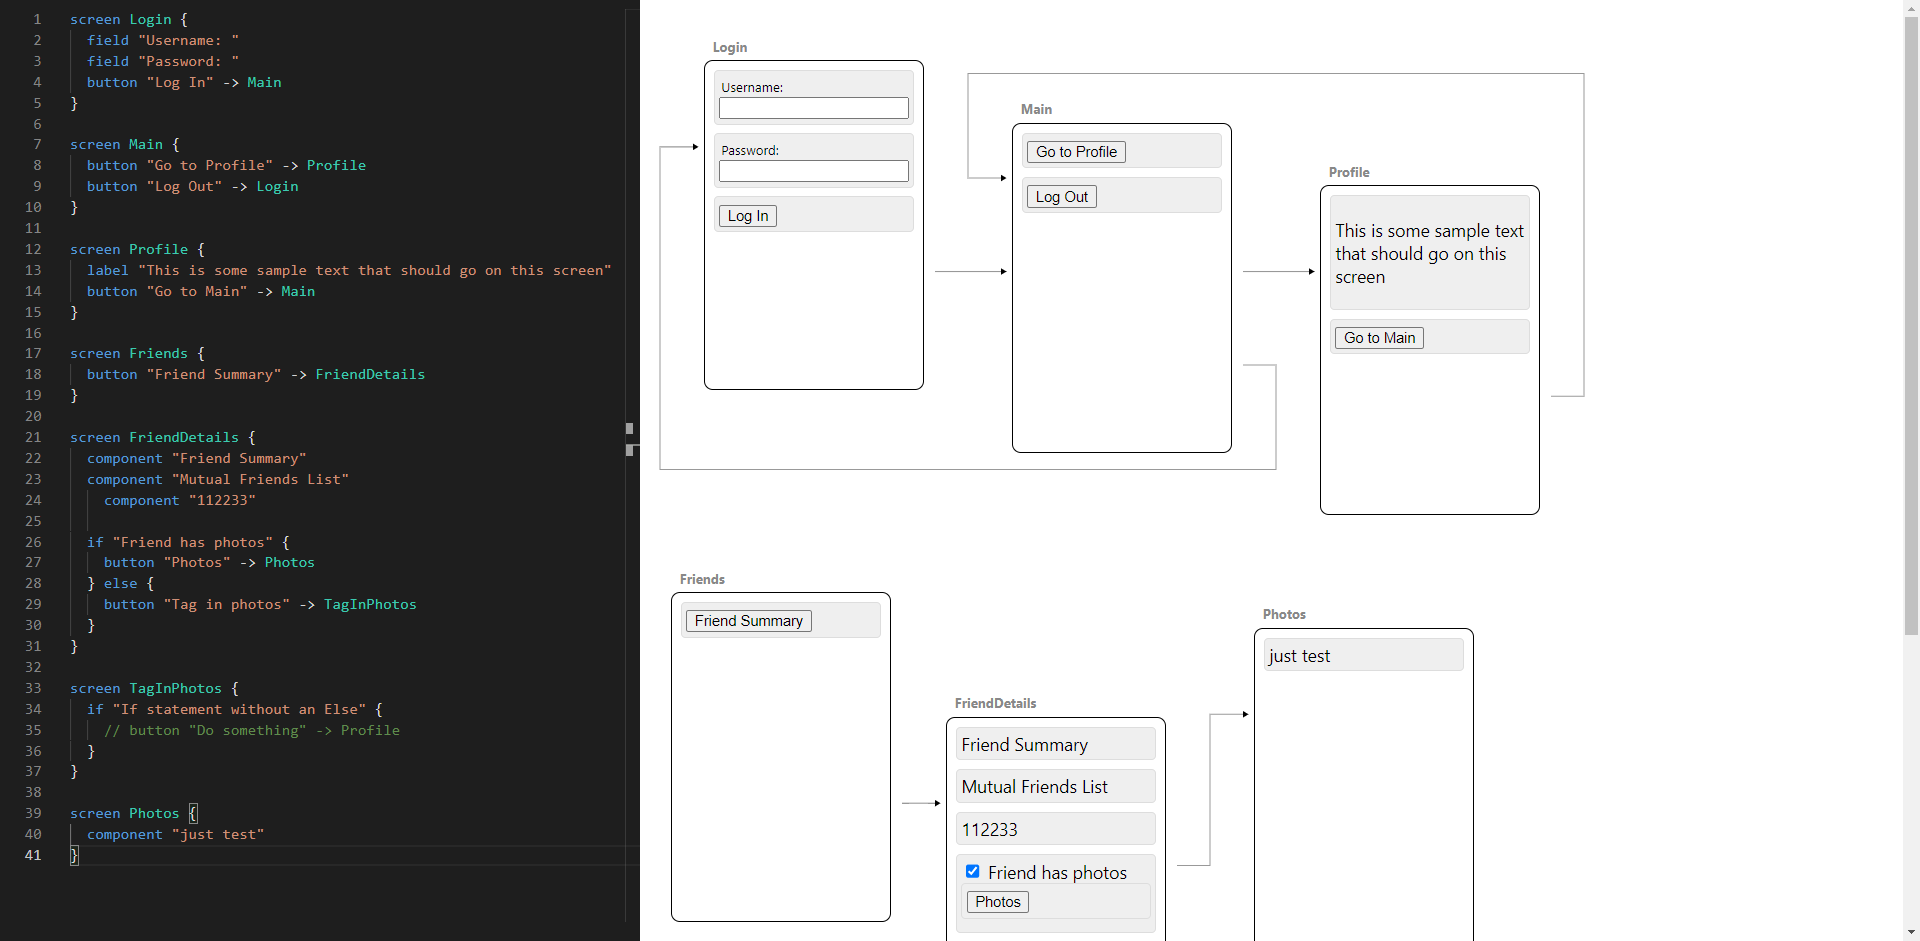 1 screen Login {
2 field "Username: "
3 field "Password: "
4 button "Log In" -> Main
5 }
6
7 screen Main {
8 button "Go to Profile" -> Profile
9 button "Log Out" -> Login
10 }
11
12 screen Profile {
13 label "This is some sample text that should go on this screen"
14 button "Go to Main" -> Main
15 }
16
17 screen Friends {
18 button "Friend Summary" -> FriendDetails
19 }
20
21 screen FriendDetails {
22 component "Friend Summary"
23 component "Mutual Friends List"
24 component "112233"
25
26 if "Friend has photos" {
27 button "Photos" -> Photos
28 } else {
29 button "Tag in photos" -> TagInPhotos
30 }
31 }
32
33 screen TagInPhotos {
34 if "If statement without an Else" {
35 // button "Do something" -> Profile
36 }
37 }
38
39 screen Photos {
40 component "just test"
41 }
Login
Username:
Password:
Log In
Main
Go to Profile
Log Out
Profile
This is some sample text
that should go on this
screen
Go to Main
Friends
Friend Summary
FriendDetails
Friend Summary
Mutual Friends List
112233
Friend has photos
Photos
Photos
just test